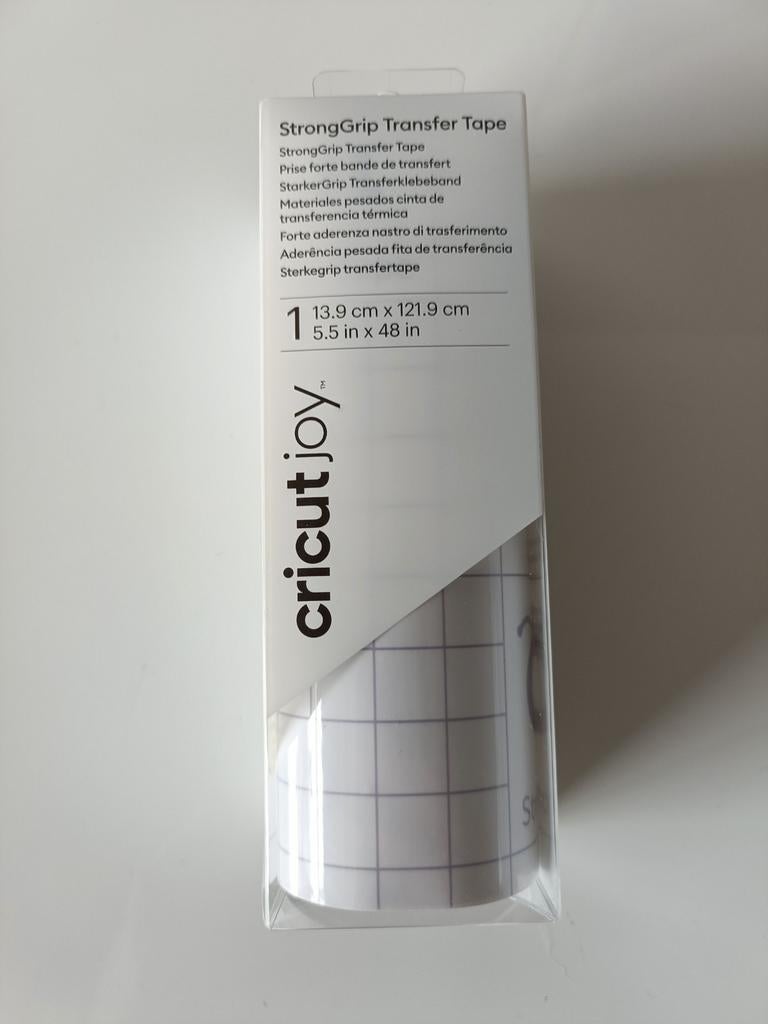 StrongGrip Transfer Tape
StrongGrip Transfer Tape
Prise forte bande de transfert
StarkerGrip Transferklebeband
Materiales pesados cinta de
transferencia térmica
Forte aderenza nastro di trasferimento
Aderência pesada fita de transferência
Sterkegrip transfertape
1 13.9 cm x 121.9 cm
5.5 in x 48 in
cricut joy™